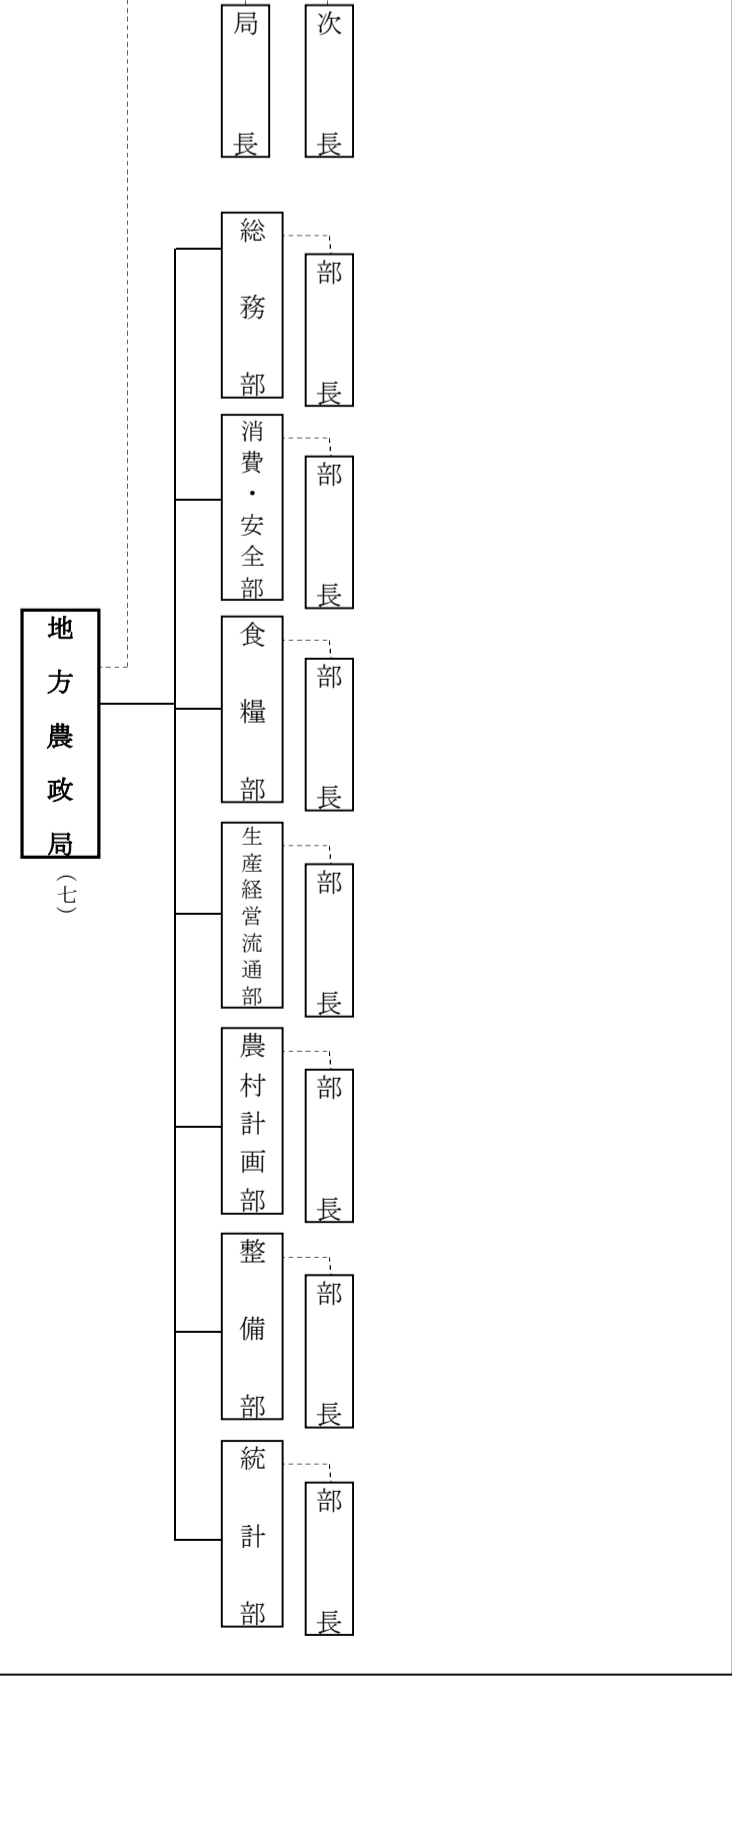 局長
次長
地方農政局
（七）
総務部
部長
消費・安全部
部長
食糧部
部長
生産経営流通部
部長
農村計画部
部長
整備部
部長
統計部
部長